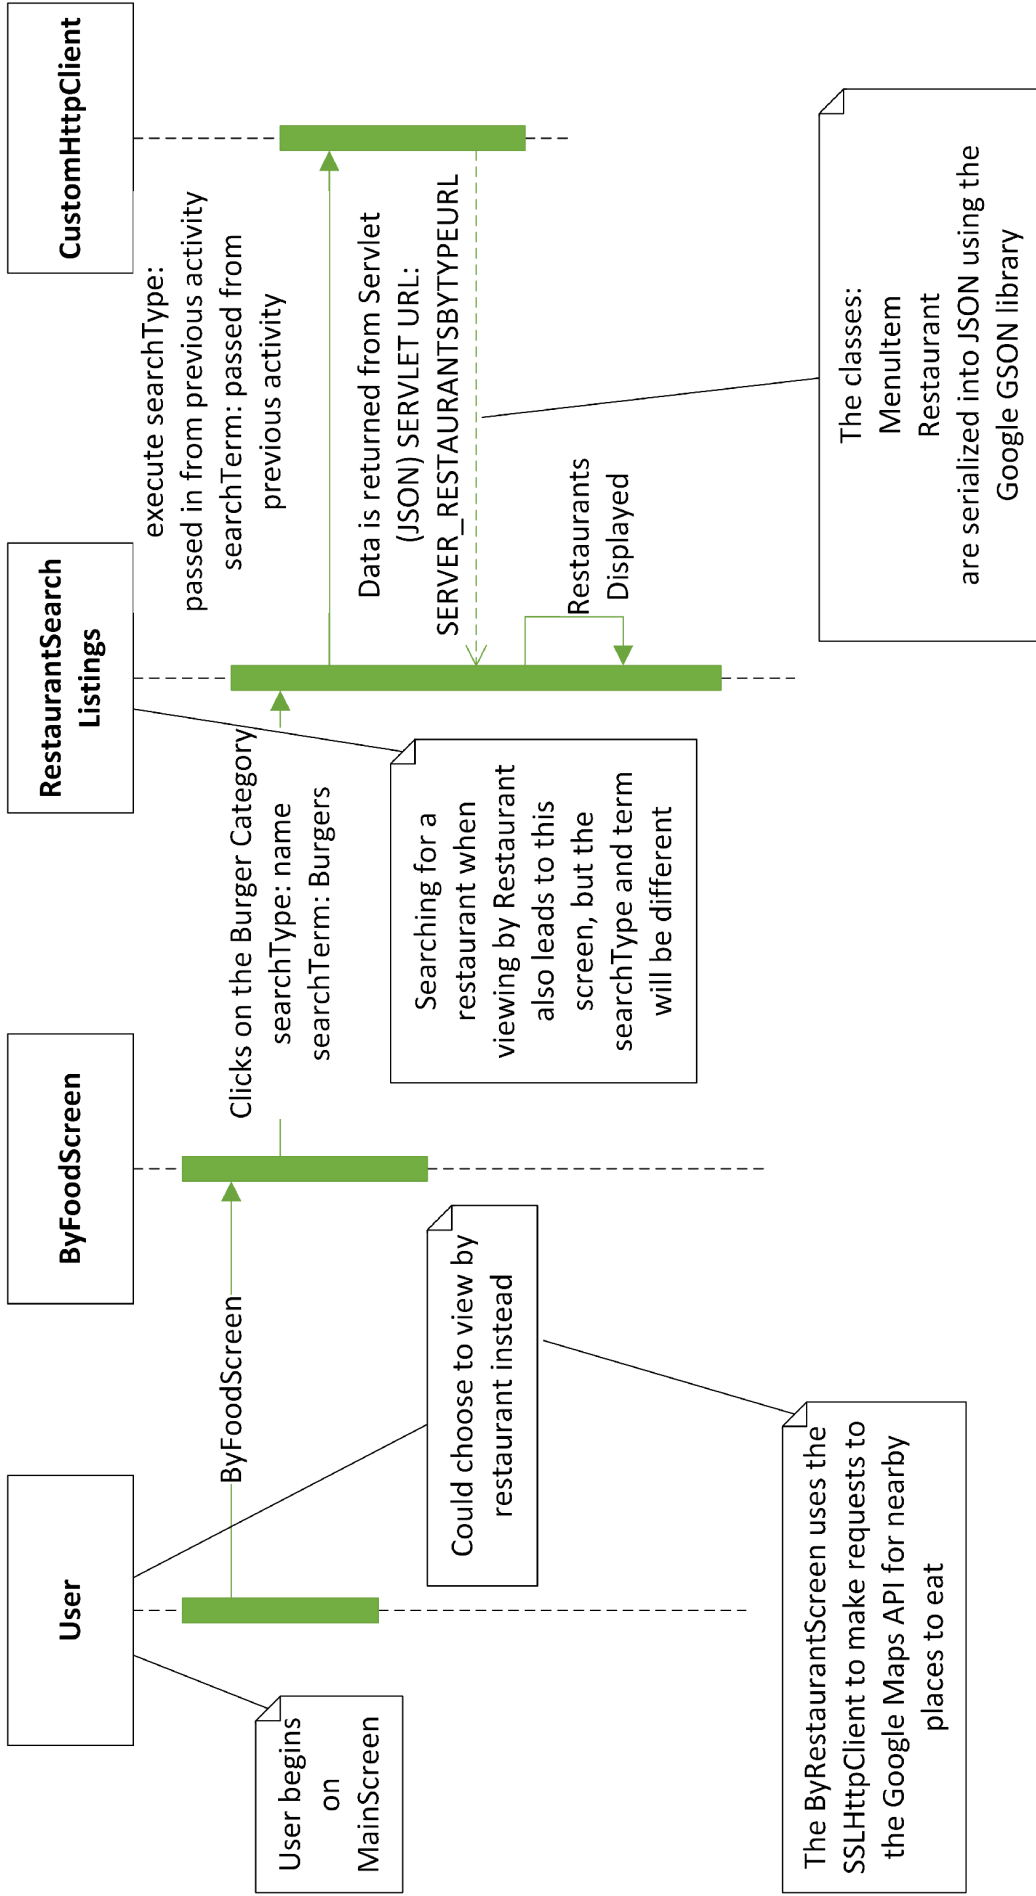 User
ByFoodScreen
RestaurantSearch
Listings
CustomHttpClient
User begins
on
MainScreen
ByFoodScreen
Clicks on the Burger Category
searchType: name
searchTerm: Burgers
execute searchType:
passed in from previous activity
searchTerm: passed from
previous activity
Data is returned from Servlet
(JSON) SERVLET URL:
SERVER_RESTAURANTSBYTYPEURL
Restaurants
Displayed
Could choose to view by
restaurant instead
Searching for a
restaurant when
viewing by Restaurant
also leads to this
screen, but the
searchType and term
will be different
The ByRestaurantScreen uses the
SSLHttpClient to make requests to
the Google Maps API for nearby
places to eat
The classes:
MenuItem
Restaurant
are serialized into JSON using the
Google GSON library